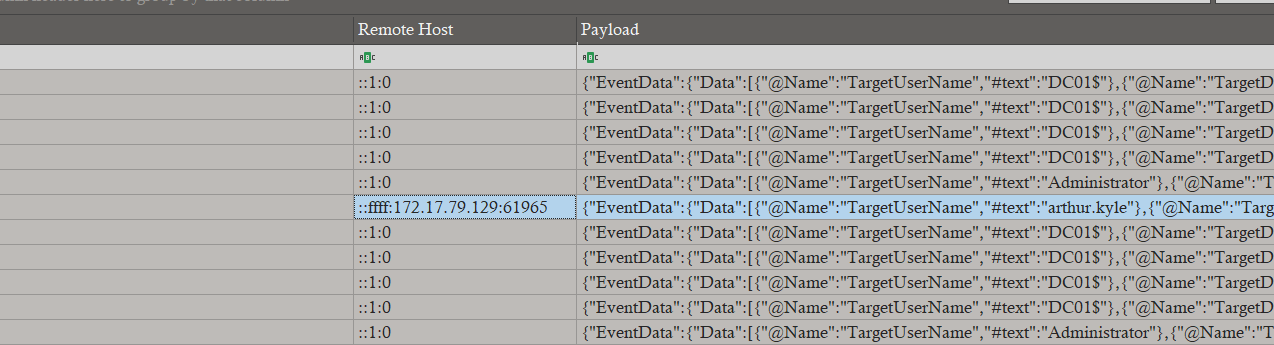 Remote Host Payload
ABC ABC
::1:0 {"EventData":{"Data":[{"@Name":"TargetUserName","#text":"DC01$"},{"@Name":"TargetD
::1:0 {"EventData":{"Data":[{"@Name":"TargetUserName","#text":"DC01$"},{"@Name":"TargetD
::1:0 {"EventData":{"Data":[{"@Name":"TargetUserName","#text":"DC01$"},{"@Name":"TargetD
::1:0 {"EventData":{"Data":[{"@Name":"TargetUserName","#text":"DC01$"},{"@Name":"TargetD
::1:0 {"EventData":{"Data":[{"@Name":"TargetUserName","#text":"Administrator"},{"@Name":"T
::ffff:172.17.79.129:61965 {"EventData":{"Data":[{"@Name":"TargetUserName","#text":"arthur.kyle"},{"@Name":"Targ
::1:0 {"EventData":{"Data":[{"@Name":"TargetUserName","#text":"DC01$"},{"@Name":"TargetD
::1:0 {"EventData":{"Data":[{"@Name":"TargetUserName","#text":"DC01$"},{"@Name":"TargetD
::1:0 {"EventData":{"Data":[{"@Name":"TargetUserName","#text":"DC01$"},{"@Name":"TargetD
::1:0 {"EventData":{"Data":[{"@Name":"TargetUserName","#text":"DC01$"},{"@Name":"TargetD
::1:0 {"EventData":{"Data":[{"@Name":"TargetUserName","#text":"Administrator"},{"@Name":"T